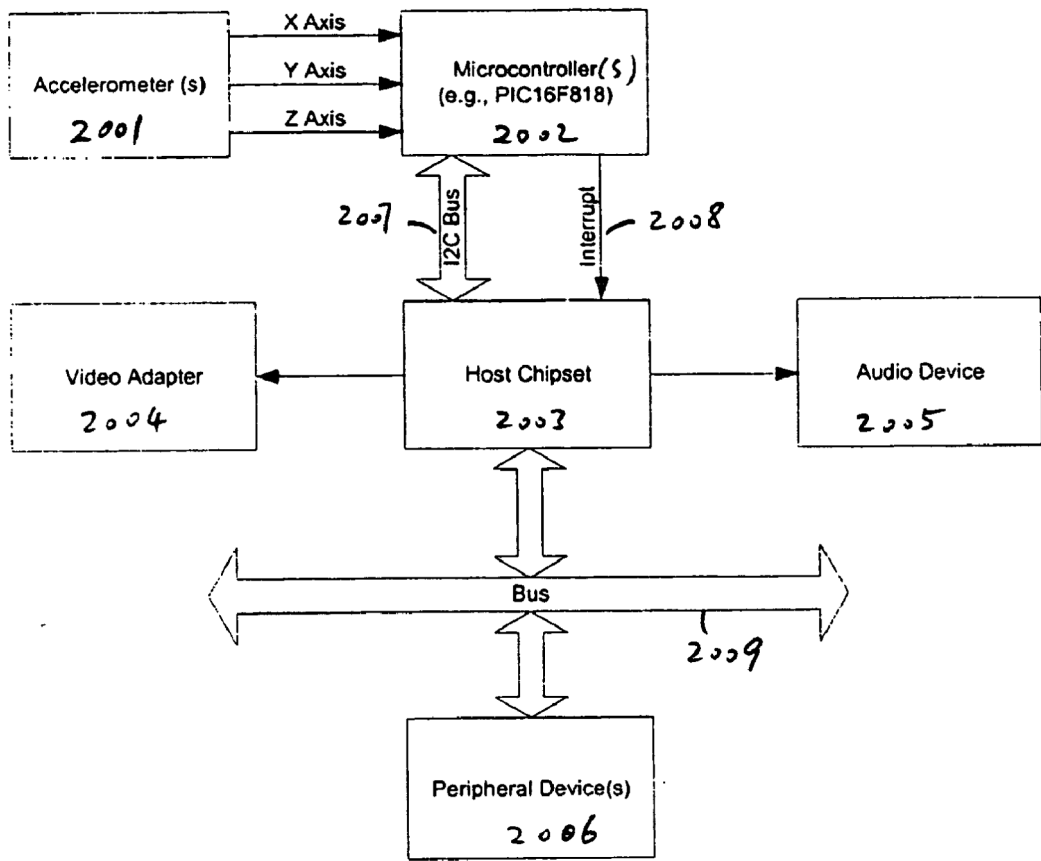 X Axis
Y Axis
Z Axis
Accelerometer (s)
2001
Microcontroller(s)
(e.g., PIC16F818)
2002
2007
I2C Bus
Interrupt
2008
Video Adapter
2004
Host Chipset
2003
Audio Device
2005
Bus
2009
Peripheral Device(s)
2006